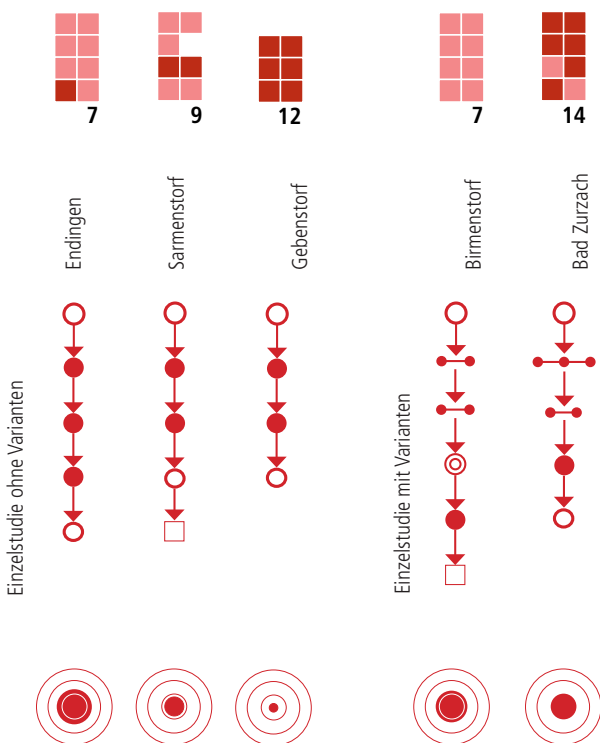 7
9
12
7
14
Endingen
Sarmenstorf
Gebenstorf
Birmenstorf
Bad Zurzach
Einzelstudie ohne Varianten
Einzelstudie mit Varianten